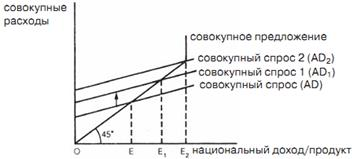 совокупные
расходы
совокупное предложение
совокупный спрос 2 (AD₂)
совокупный спрос 1 (AD₁)
совокупный спрос (AD)
45°
O E E₁ E₂ национальный доход/продукт